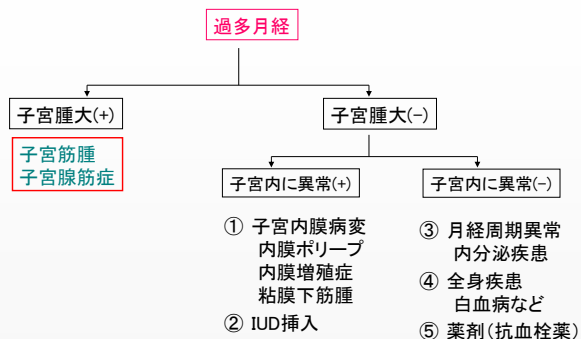 過多月経
子宮腫大(+)
子宮腫大(-)
子宮筋腫
子宮腺筋症
子宮内に異常(+)
子宮内に異常(-)
① 子宮内膜病変
内膜ポリープ
内膜増殖症
粘膜下筋腫
② IUD挿入
③ 月経周期異常
内分泌疾患
④ 全身疾患
白血病など
⑤ 薬剤(抗血栓薬)